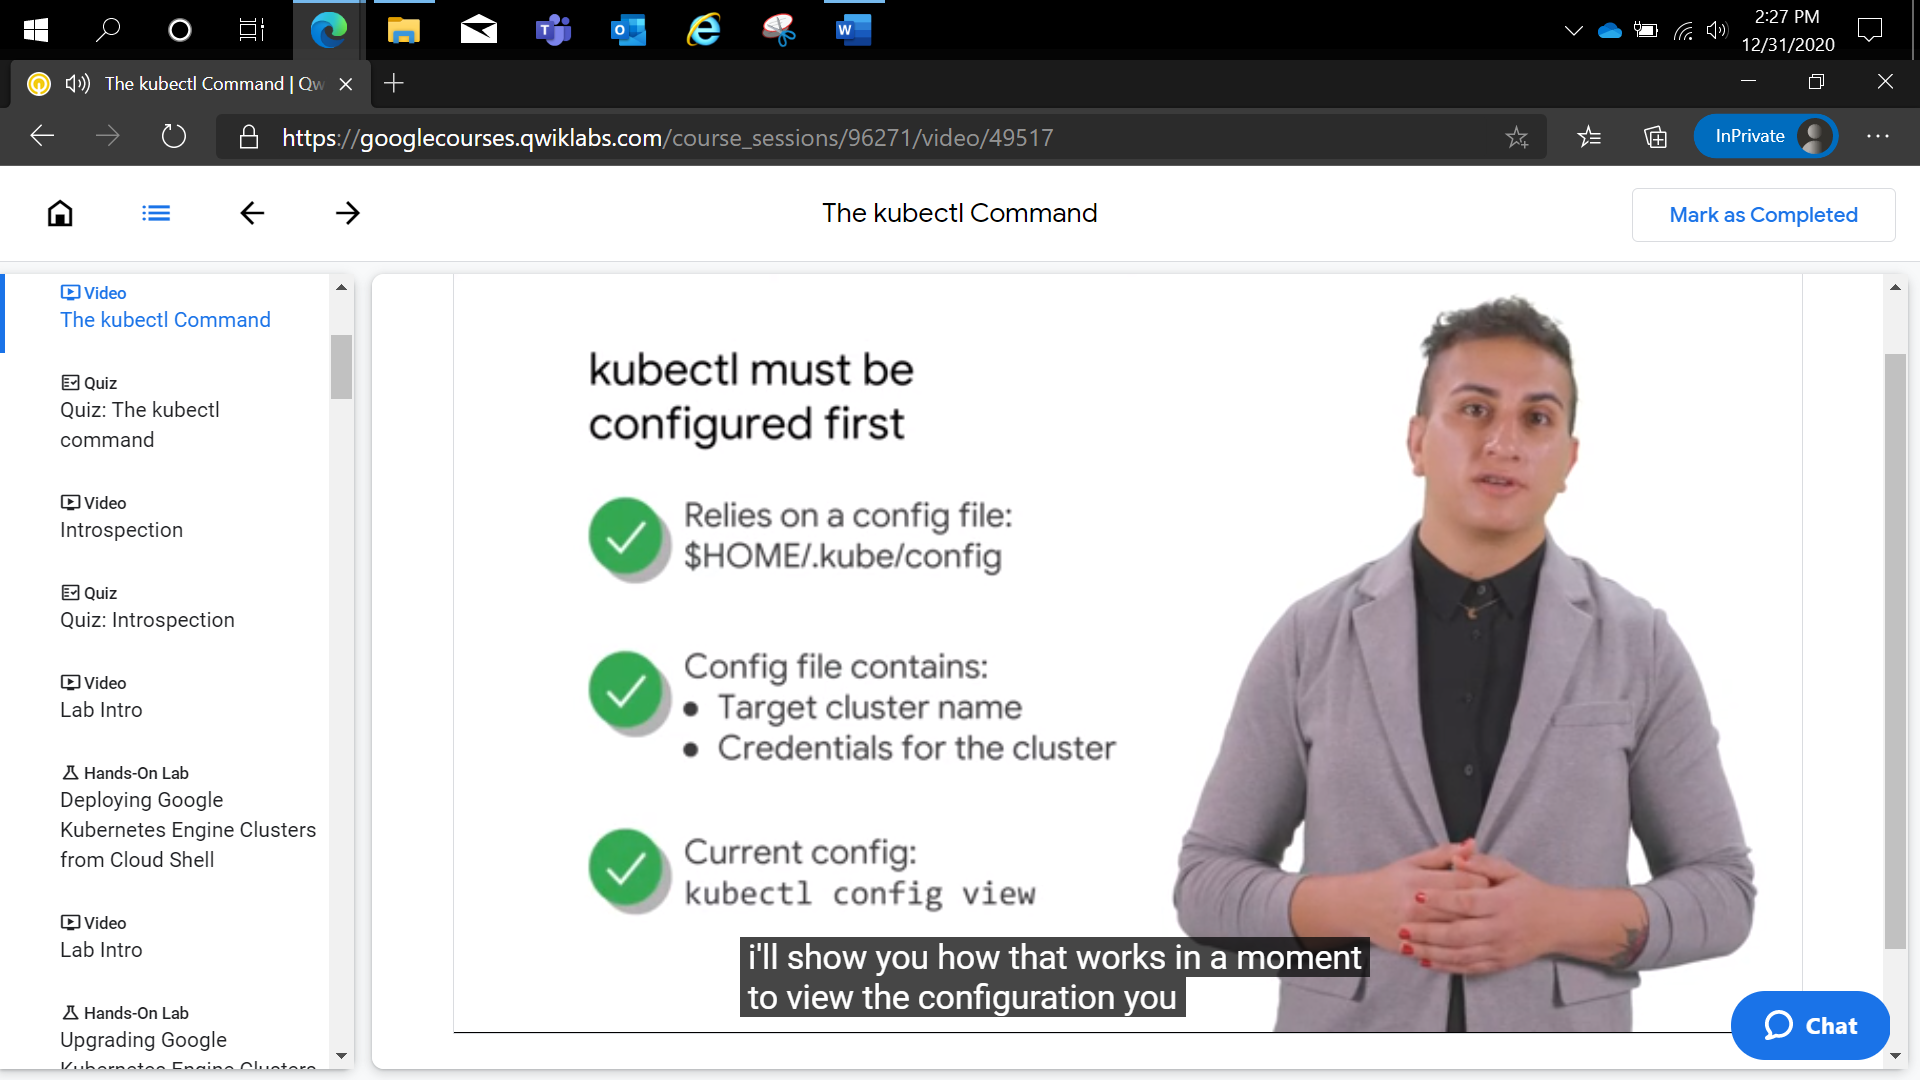 2:27 PM
12/31/2020
The kubectl Command | Qw
https://googlecourses.qwiklabs.com/course_sessions/96271/video/49517
InPrivate
The kubectl Command
Mark as Completed
Video
The kubectl Command
Quiz
Quiz: The kubectl
command
Video
Introspection
Quiz
Quiz: Introspection
Video
Lab Intro
Hands-On Lab
Deploying Google
Kubernetes Engine Clusters
from Cloud Shell
Video
Lab Intro
Hands-On Lab
Upgrading Google
Kubernetes Engine Clusters
kubectl must be
configured first
Relies on a config file:
$HOME/.kube/config
Config file contains:
● Target cluster name
● Credentials for the cluster
Current config:
kubectl config view
i'll show you how that works in a moment
to view the configuration you
Chat